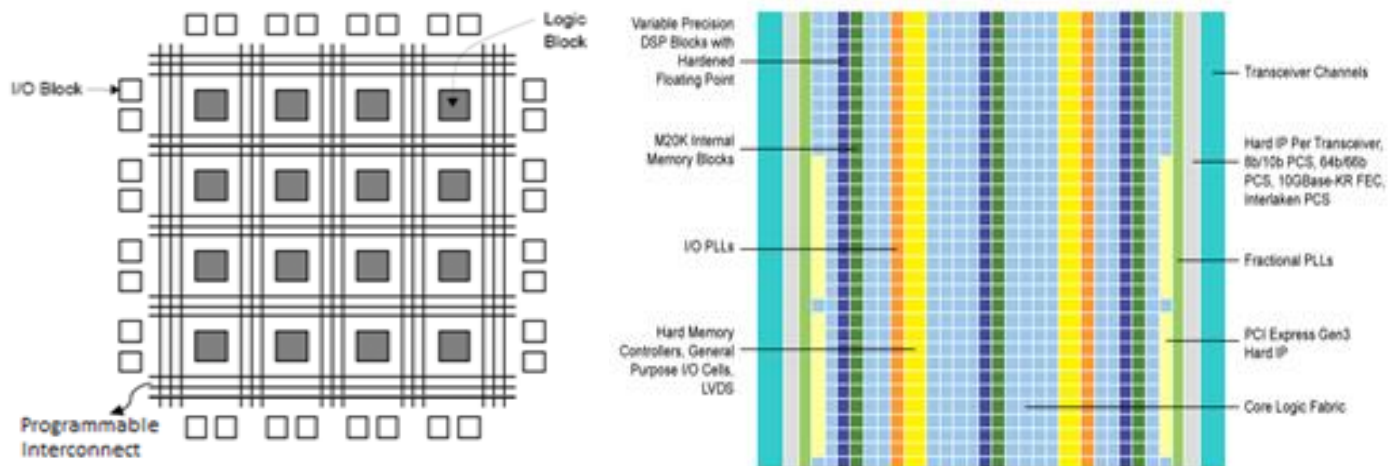 Logic
Block
I/O Block
Programmable
Interconnect
Variable Precision
DSP Blocks with
Hardened
Floating Point
M20K Internal
Memory Blocks
I/O PLLs
Hard Memory
Controllers, General
Purpose I/O Cells,
LVDS
Transceiver Channels
Hard IP Per Transceiver,
8b/10b PCS, 64b/66b
PCS, 10GBase-KR FEC,
Interlaken PCS
Fractional PLLs
PCI Express Gen3
Hard IP
Core Logic Fabric